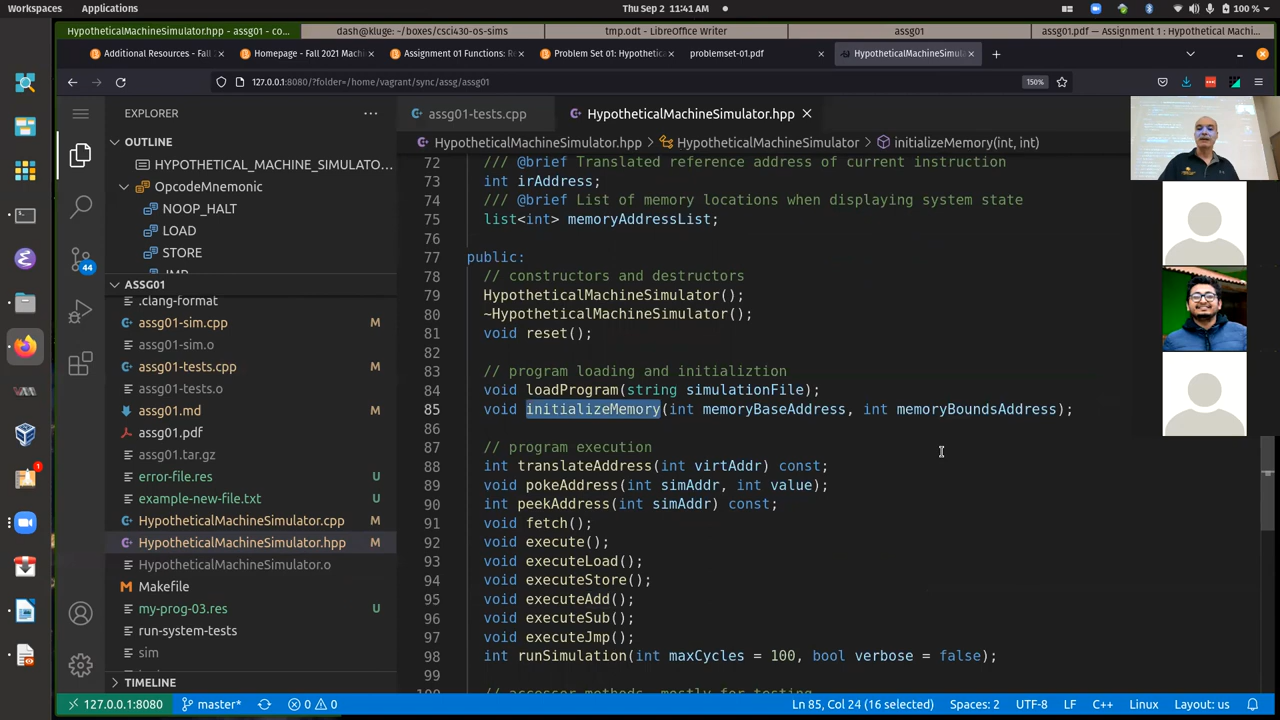 Workspaces Applications Thu Sep 2 11:41 AM 100 %
HypotheticalMachineSimulator.hpp - assg01 - co... dash@kluge: ~/boxes/csci430-os-sims tmp.odt - LibreOffice Writer assg01 assg01.pdf — Assignment 1 : Hypothetical Machi...
Additional Resources - Fall Homepage - Fall 2021 Machi Assignment 01 Functions: Re Problem Set 01: Hypothetic problemset-01.pdf HypotheticalMachineSimula
127.0.0.1:8080/?folder=/home/vagrant/sync/assg/assg01 150%
EXPLORER
assg01-tests.cpp HypotheticalMachineSimulator.hpp
OUTLINE
HypotheticalMachineSimulator.hpp > HypotheticalMachineSimulator > initializeMemory(int, int)
HYPOTHETICAL_MACHINE_SIMULATO...
OpcodeMnemonic
NOOP_HALT
LOAD
STORE
JMP
44
ASSG01
.clang-format
assg01-sim.cpp M
assg01-sim.o
assg01-tests.cpp M
assg01-tests.o
assg01.md M
assg01.pdf
assg01.tar.gz
error-file.res U
example-new-file.txt U
HypotheticalMachineSimulator.cpp M
HypotheticalMachineSimulator.hpp M
HypotheticalMachineSimulator.o
Makefile
my-prog-03.res U
run-system-tests
sim
TIMELINE
72 /// @brief Translated reference address of current instruction
73 int irAddress;
74 /// @brief List of memory locations when displaying system state
75 list<int> memoryAddressList;
76
77 public:
78 // constructors and destructors
79 HypotheticalMachineSimulator();
80 ~HypotheticalMachineSimulator();
81 void reset();
82
83 // program loading and initializtion
84 void loadProgram(string simulationFile);
85 void initializeMemory(int memoryBaseAddress, int memoryBoundsAddress);
86
87 // program execution
88 int translateAddress(int virtAddr) const;
89 void pokeAddress(int simAddr, int value);
90 int peekAddress(int simAddr) const;
91 void fetch();
92 void execute();
93 void executeLoad();
94 void executeStore();
95 void executeAdd();
96 void executeSub();
97 void executeJmp();
98 int runSimulation(int maxCycles = 100, bool verbose = false);
99
100 // accessor methods, mostly for testing
127.0.0.1:8080 master* 0 0 Ln 85, Col 24 (16 selected) Spaces: 2 UTF-8 LF C++ Linux Layout: us